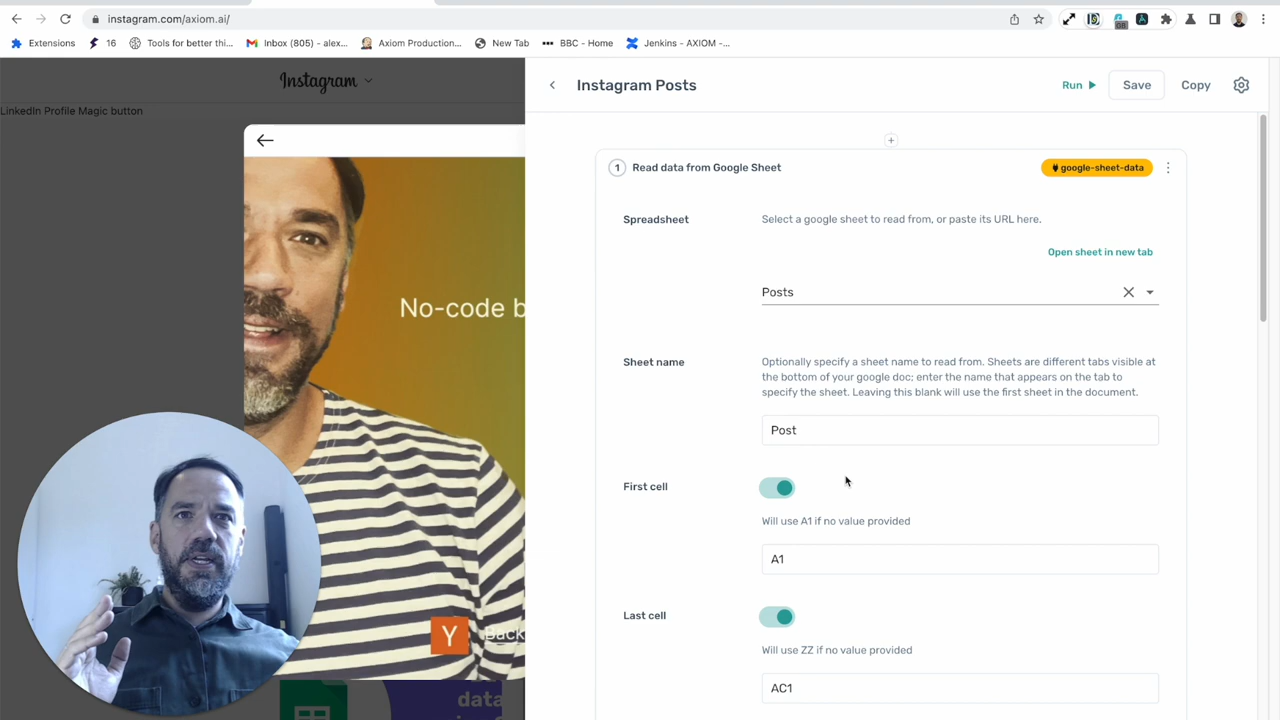 instagram.com/axiom.ai/
08
Extensions
16
Tools for better thi...
Inbox (805) - alex...
Axiom Production...
New Tab
BBC - Home
Jenkins - AXIOM -...
Instagram
LinkedIn Profile Magic button
No-code b
Y
Back
data
Instagram Posts
Run
Save
Copy
1
Read data from Google Sheet
google-sheet-data
Spreadsheet
Select a google sheet to read from, or paste its URL here.
Open sheet in new tab
Posts
Sheet name
Optionally specify a sheet name to read from. Sheets are different tabs visible at
the bottom of your google doc; enter the name that appears on the tab to
specify the sheet. Leaving this blank will use the first sheet in the document.
Post
First cell
Will use A1 if no value provided
A1
Last cell
Will use ZZ if no value provided
AC1